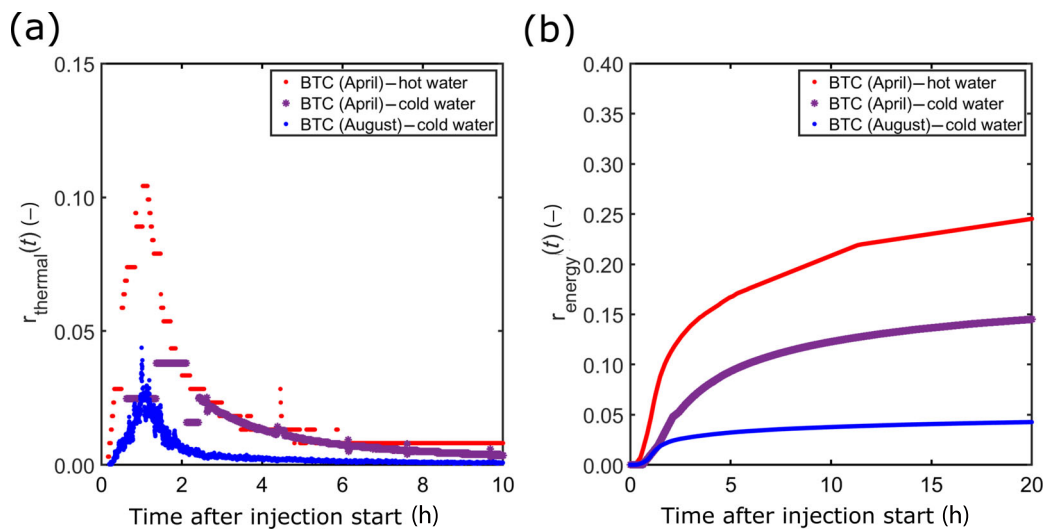 (a)
0.15
0.10
0.05
0.00
r_thermal(t) (−)
BTC (April)−hot water
BTC (April)−cold water
BTC (August)−cold water
0
2
4
6
8
10
Time after injection start (h)
(b)
0.40
0.35
0.30
0.25
0.20
0.15
0.10
0.05
0.00
r_energy(t) (−)
BTC (April)−hot water
BTC (April)−cold water
BTC (August)−cold water
0
5
10
15
20
Time after injection start (h)